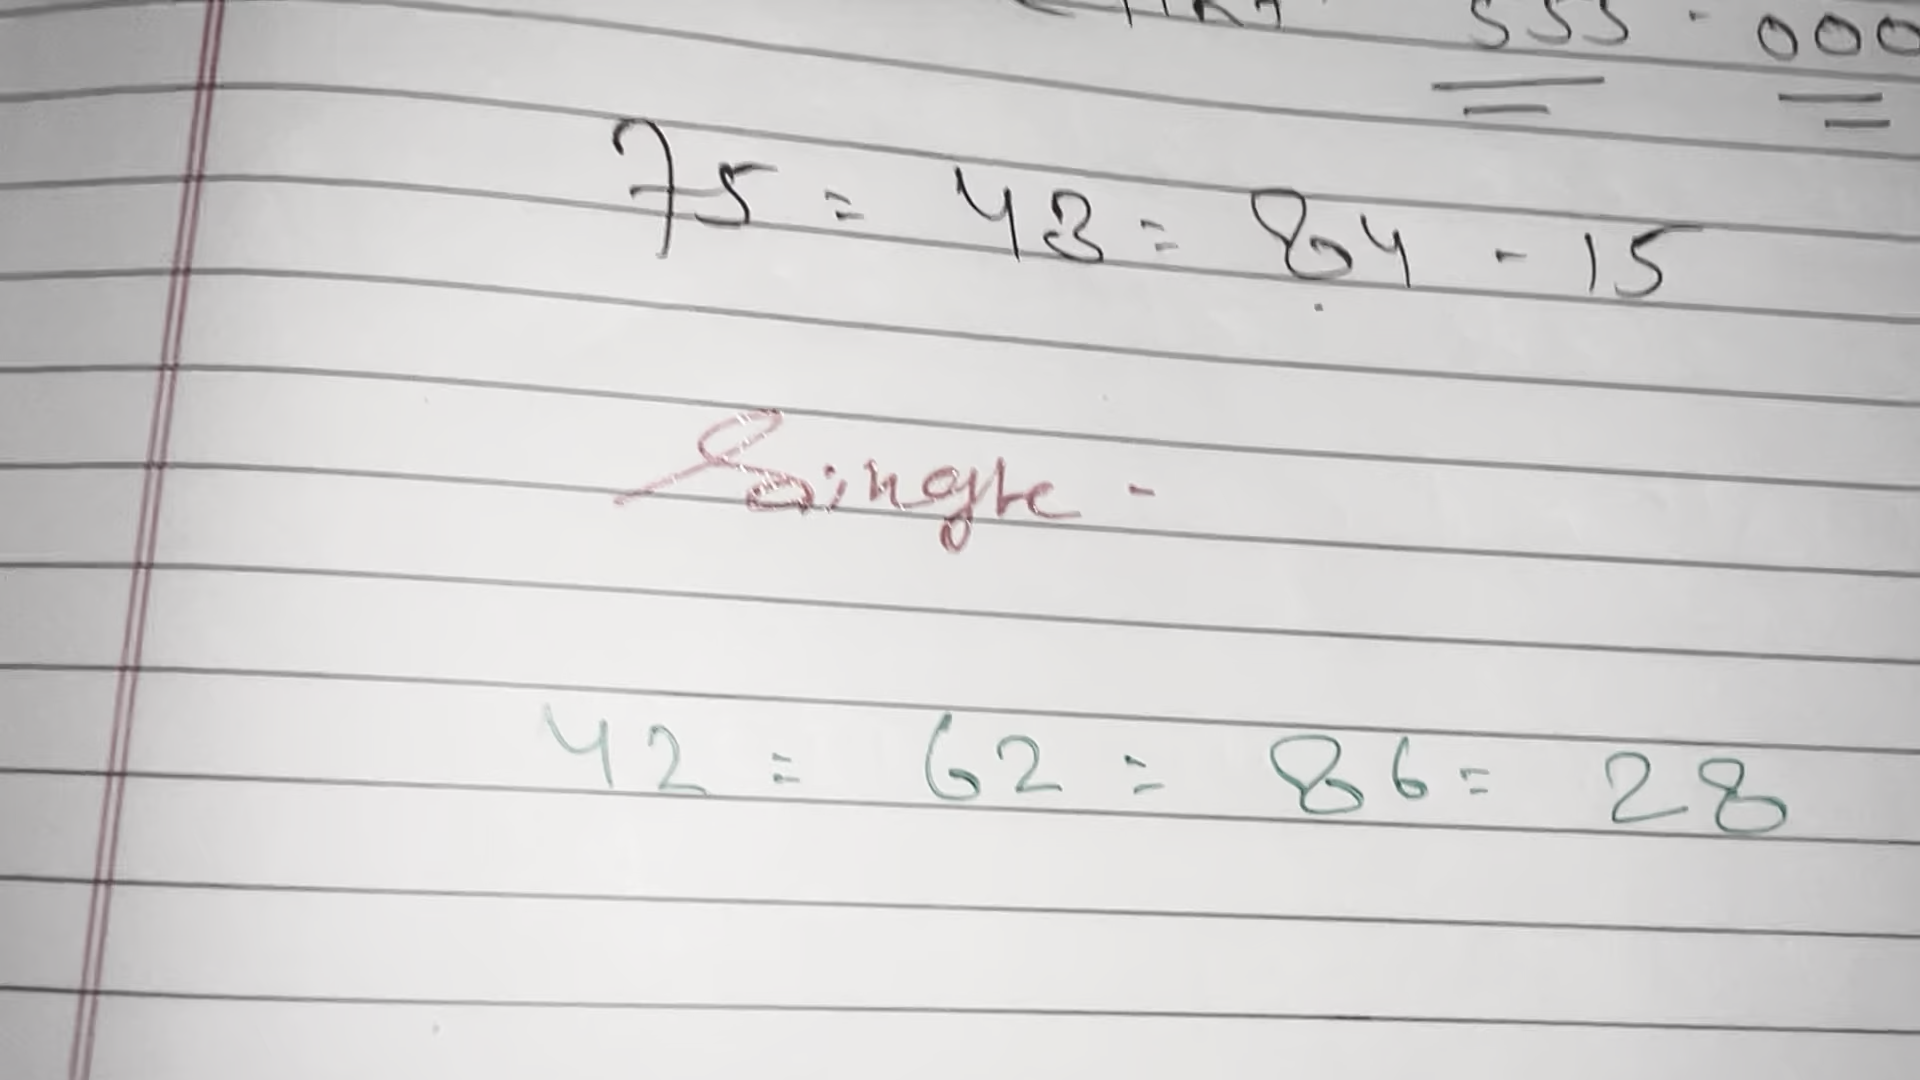 555 - 000
75 = 43 = 84 - 15
Single -
42 = 62 = 86 = 28